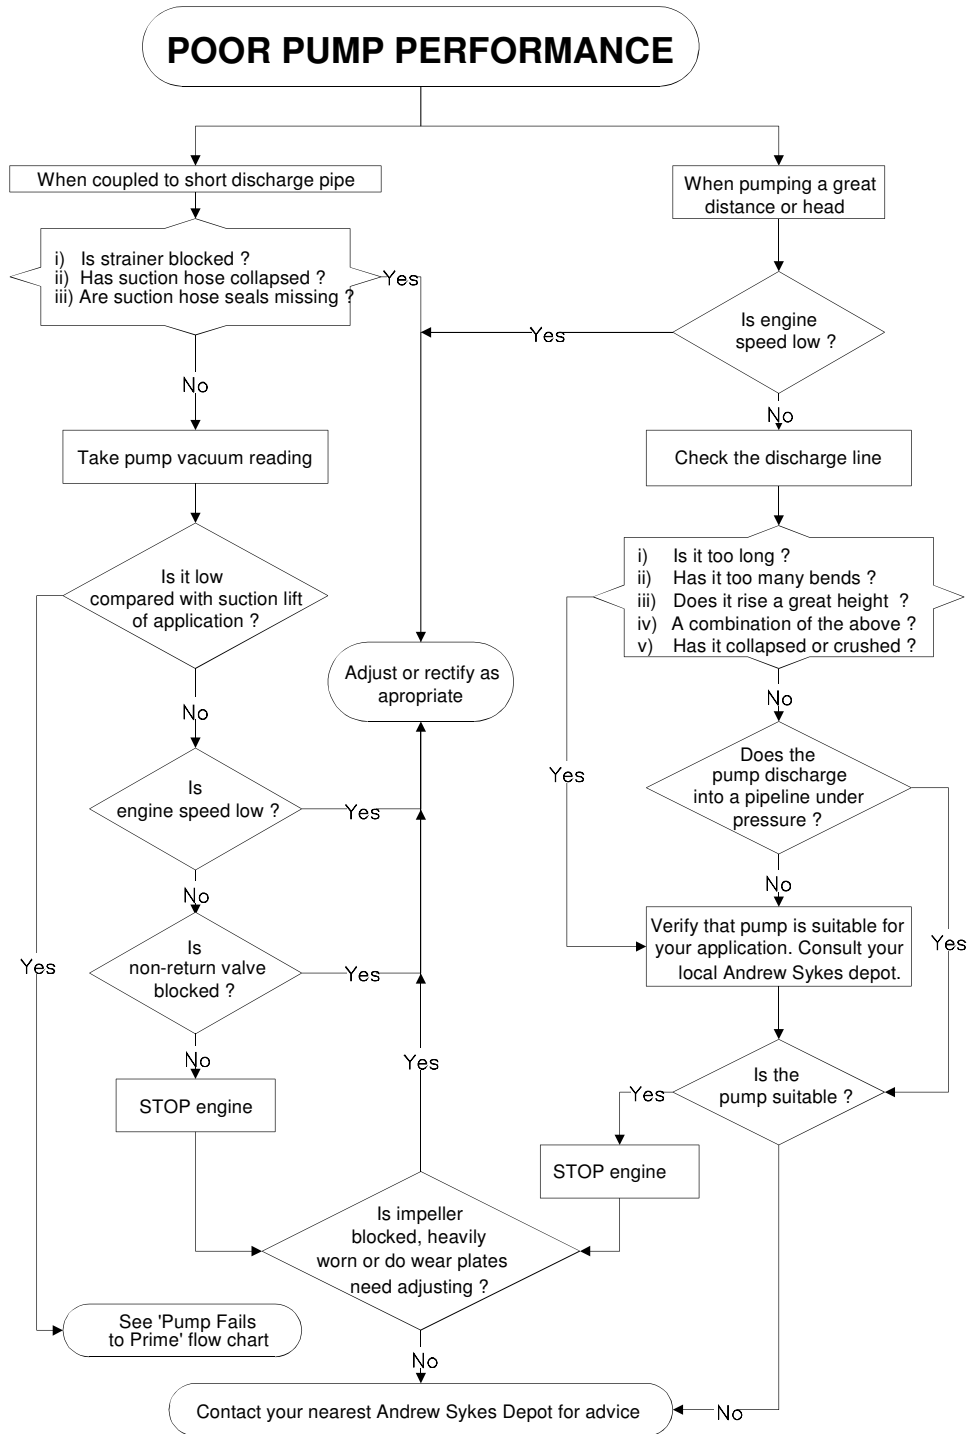 POOR PUMP PERFORMANCE
When coupled to short discharge pipe
i) Is strainer blocked ?
ii) Has suction hose collapsed ?
iii) Are suction hose seals missing ?
Yes
No
Take pump vacuum reading
Is it low
compared with suction lift
of application ?
Yes
No
Is
engine speed low ?
Yes
No
Is
non-return valve
blocked ?
Yes
No
STOP engine
See 'Pump Fails
to Prime' flow chart
Adjust or rectify as
apropriate
When pumping a great
distance or head
Is engine
speed low ?
Yes
No
Check the discharge line
i) Is it too long ?
ii) Has it too many bends ?
iii) Does it rise a great height ?
iv) A combination of the above ?
v) Has it collapsed or crushed ?
Yes
No
Does the
pump discharge
into a pipeline under
pressure ?
Yes
No
Verify that pump is suitable for
your application. Consult your
local Andrew Sykes depot.
Is the
pump suitable ?
Yes
No
STOP engine
Is impeller
blocked, heavily
worn or do wear plates
need adjusting ?
Yes
No
Contact your nearest Andrew Sykes Depot for advice